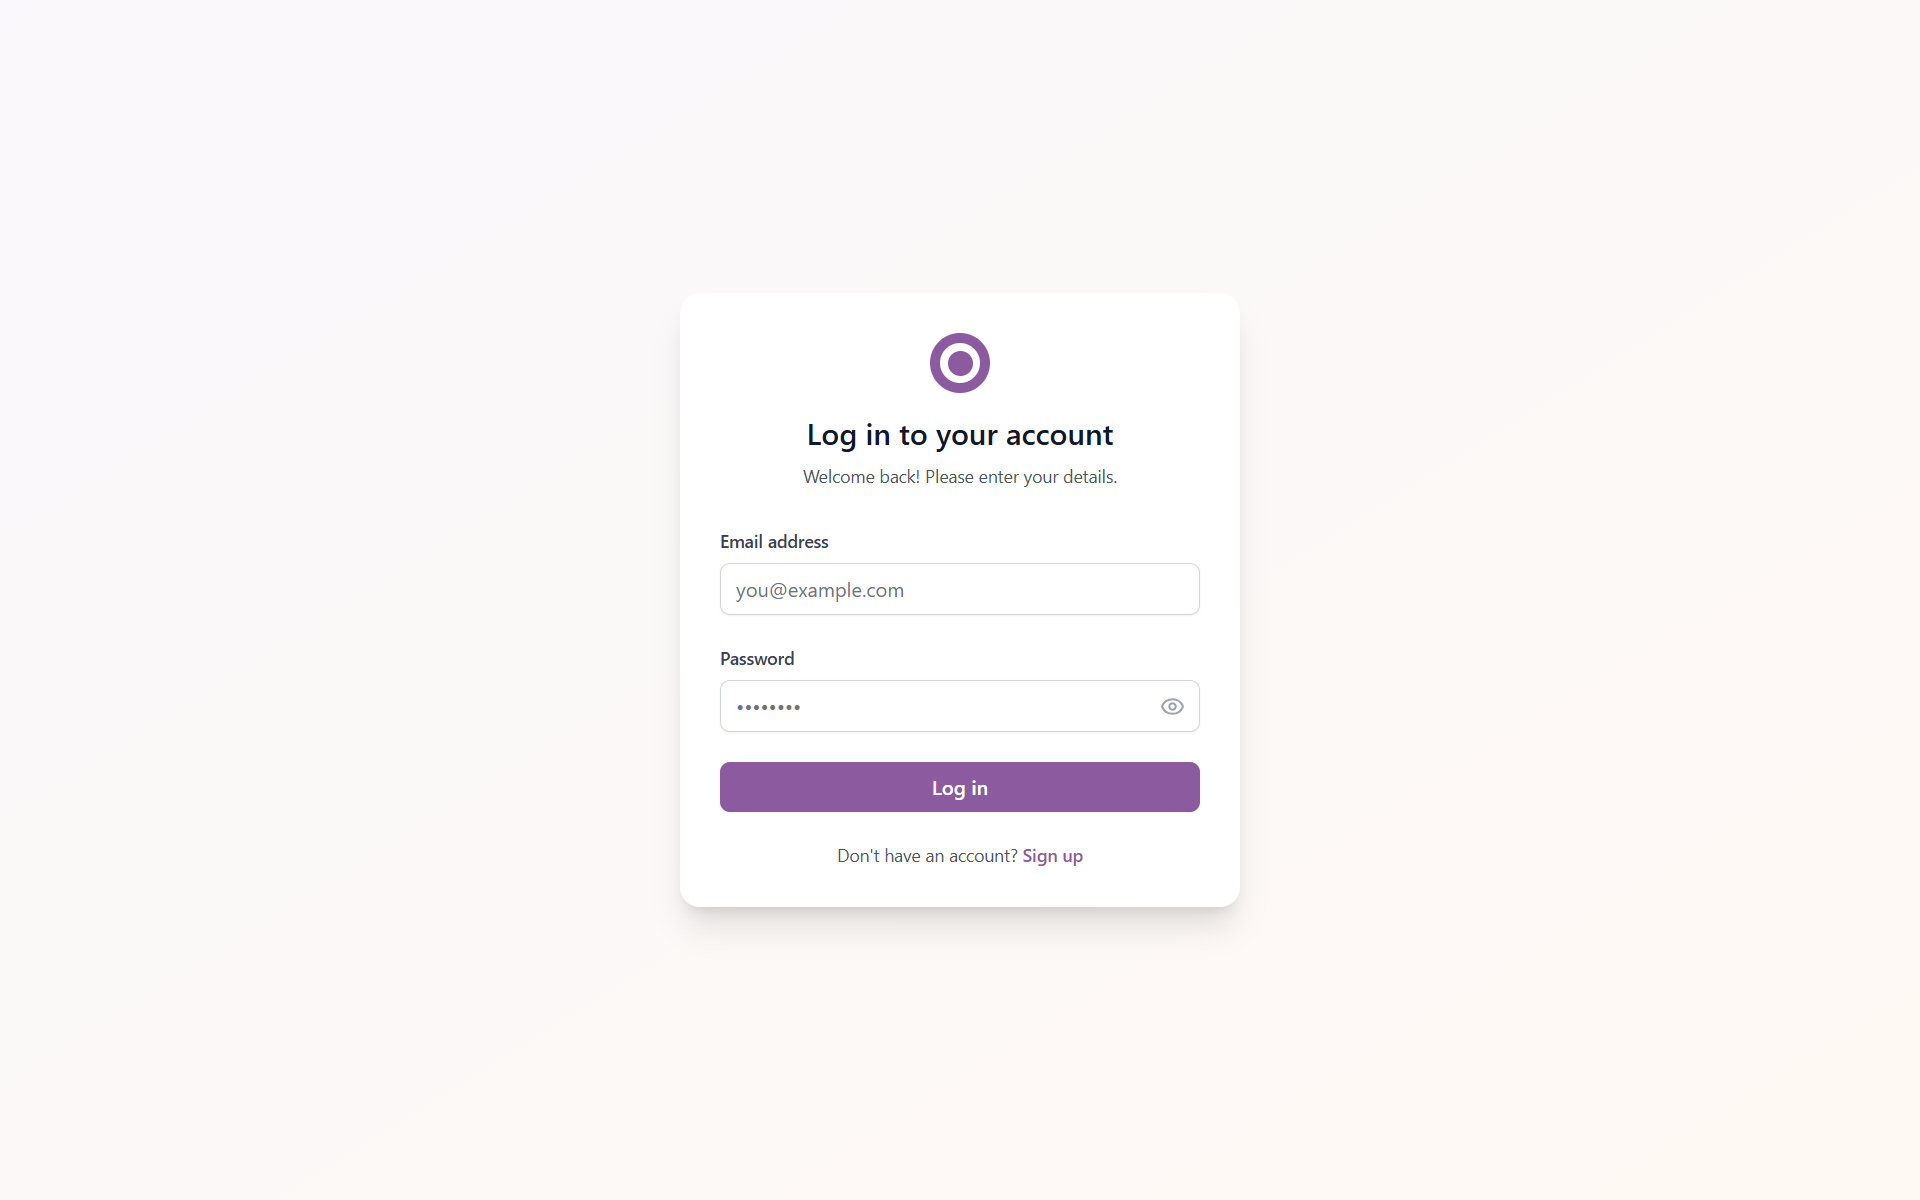 Log in to your account
Welcome back! Please enter your details.
Email address
you@example.com
Password
••••••••
Log in
Don't have an account? Sign up